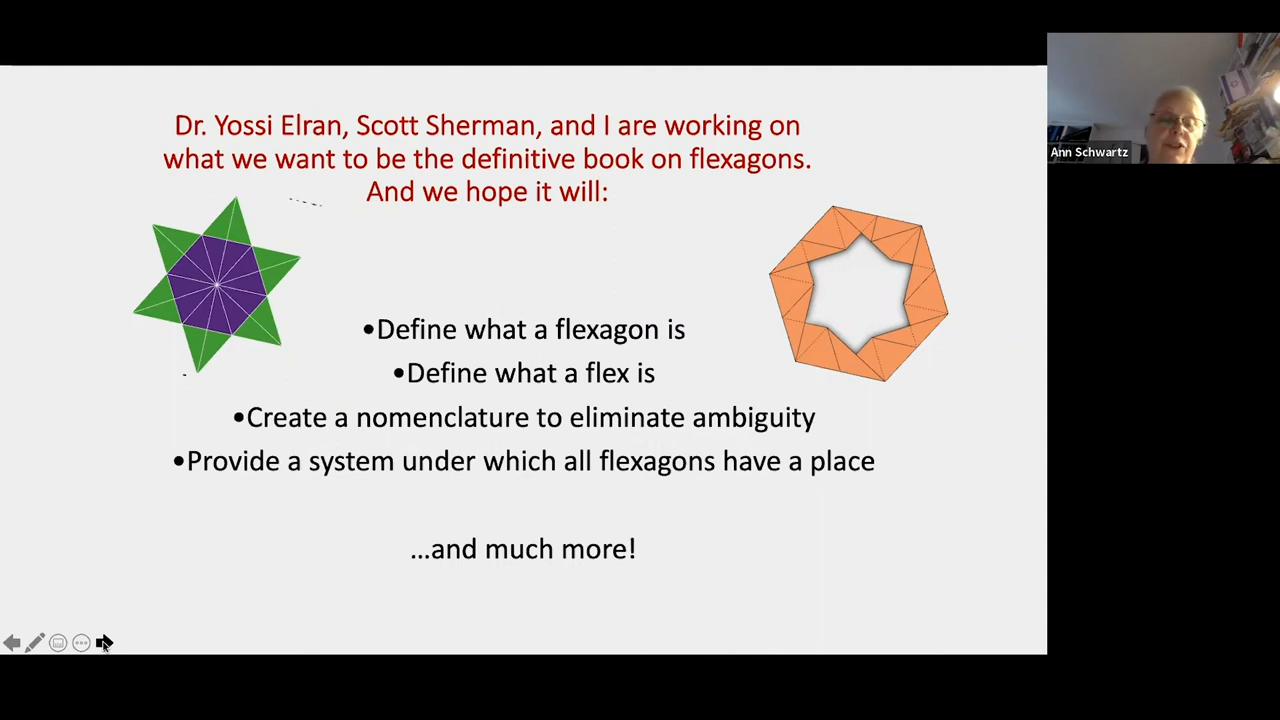 Dr. Yossi Elran, Scott Sherman, and I are working on
what we want to be the definitive book on flexagons.
And we hope it will:
•Define what a flexagon is
•Define what a flex is
•Create a nomenclature to eliminate ambiguity
•Provide a system under which all flexagons have a place
...and much more!
Ann Schwartz